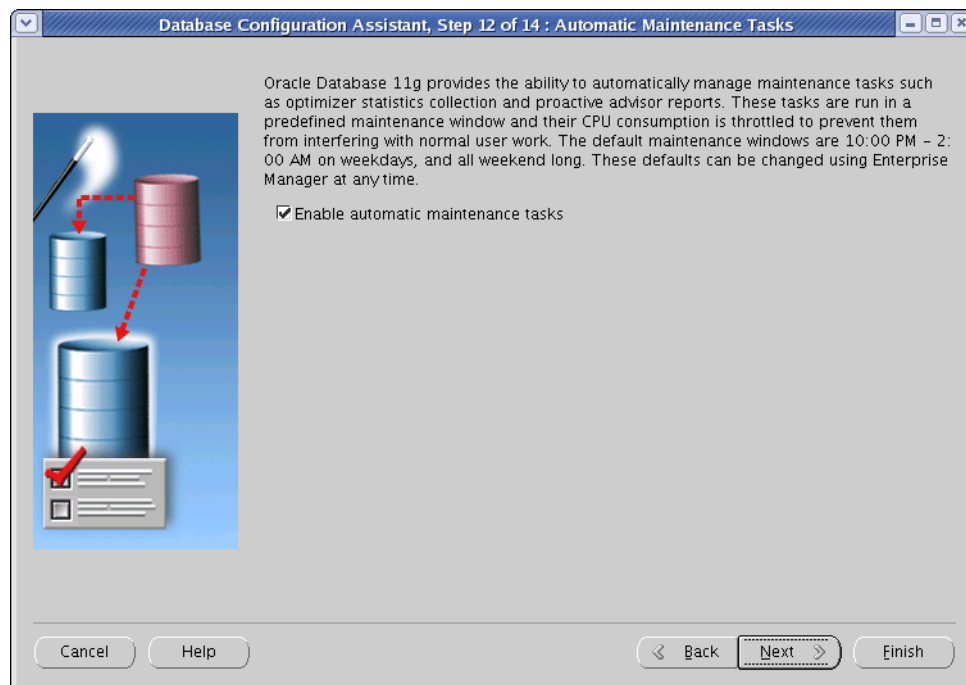 Database Configuration Assistant, Step 12 of 14 : Automatic Maintenance Tasks
Oracle Database 11g provides the ability to automatically manage maintenance tasks such
as optimizer statistics collection and proactive advisor reports. These tasks are run in a
predefined maintenance window and their CPU consumption is throttled to prevent them
from interfering with normal user work. The default maintenance windows are 10:00 PM – 2:
00 AM on weekdays, and all weekend long. These defaults can be changed using Enterprise
Manager at any time.
Enable automatic maintenance tasks
Cancel Help Back Next Finish